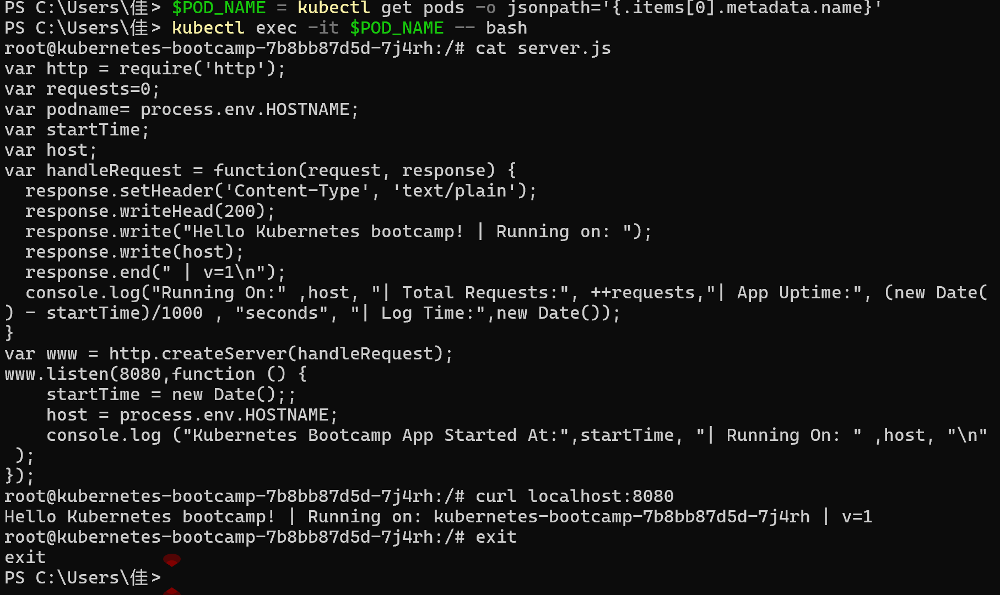 PS C:\Users\佳> $POD_NAME = kubectl get pods -o jsonpath='{.items[0].metadata.name}'
PS C:\Users\佳> kubectl exec -it $POD_NAME -- bash
root@kubernetes-bootcamp-7b8bb87d5d-7j4rh:/# cat server.js
var http = require('http');
var requests=0;
var podname= process.env.HOSTNAME;
var startTime;
var host;
var handleRequest = function(request, response) {
  response.setHeader('Content-Type', 'text/plain');
  response.writeHead(200);
  response.write("Hello Kubernetes bootcamp! | Running on: ");
  response.write(host);
  response.end(" | v=1\n");
  console.log("Running On:" ,host, "| Total Requests:", ++requests,"| App Uptime:", (new Date(
) - startTime)/1000 , "seconds", "| Log Time:",new Date());
}
var www = http.createServer(handleRequest);
www.listen(8080,function () {
    startTime = new Date();;
    host = process.env.HOSTNAME;
    console.log ("Kubernetes Bootcamp App Started At:",startTime, "| Running On: " ,host, "\n"
 );
});
root@kubernetes-bootcamp-7b8bb87d5d-7j4rh:/# curl localhost:8080
Hello Kubernetes bootcamp! | Running on: kubernetes-bootcamp-7b8bb87d5d-7j4rh | v=1
root@kubernetes-bootcamp-7b8bb87d5d-7j4rh:/# exit
exit
PS C:\Users\佳>